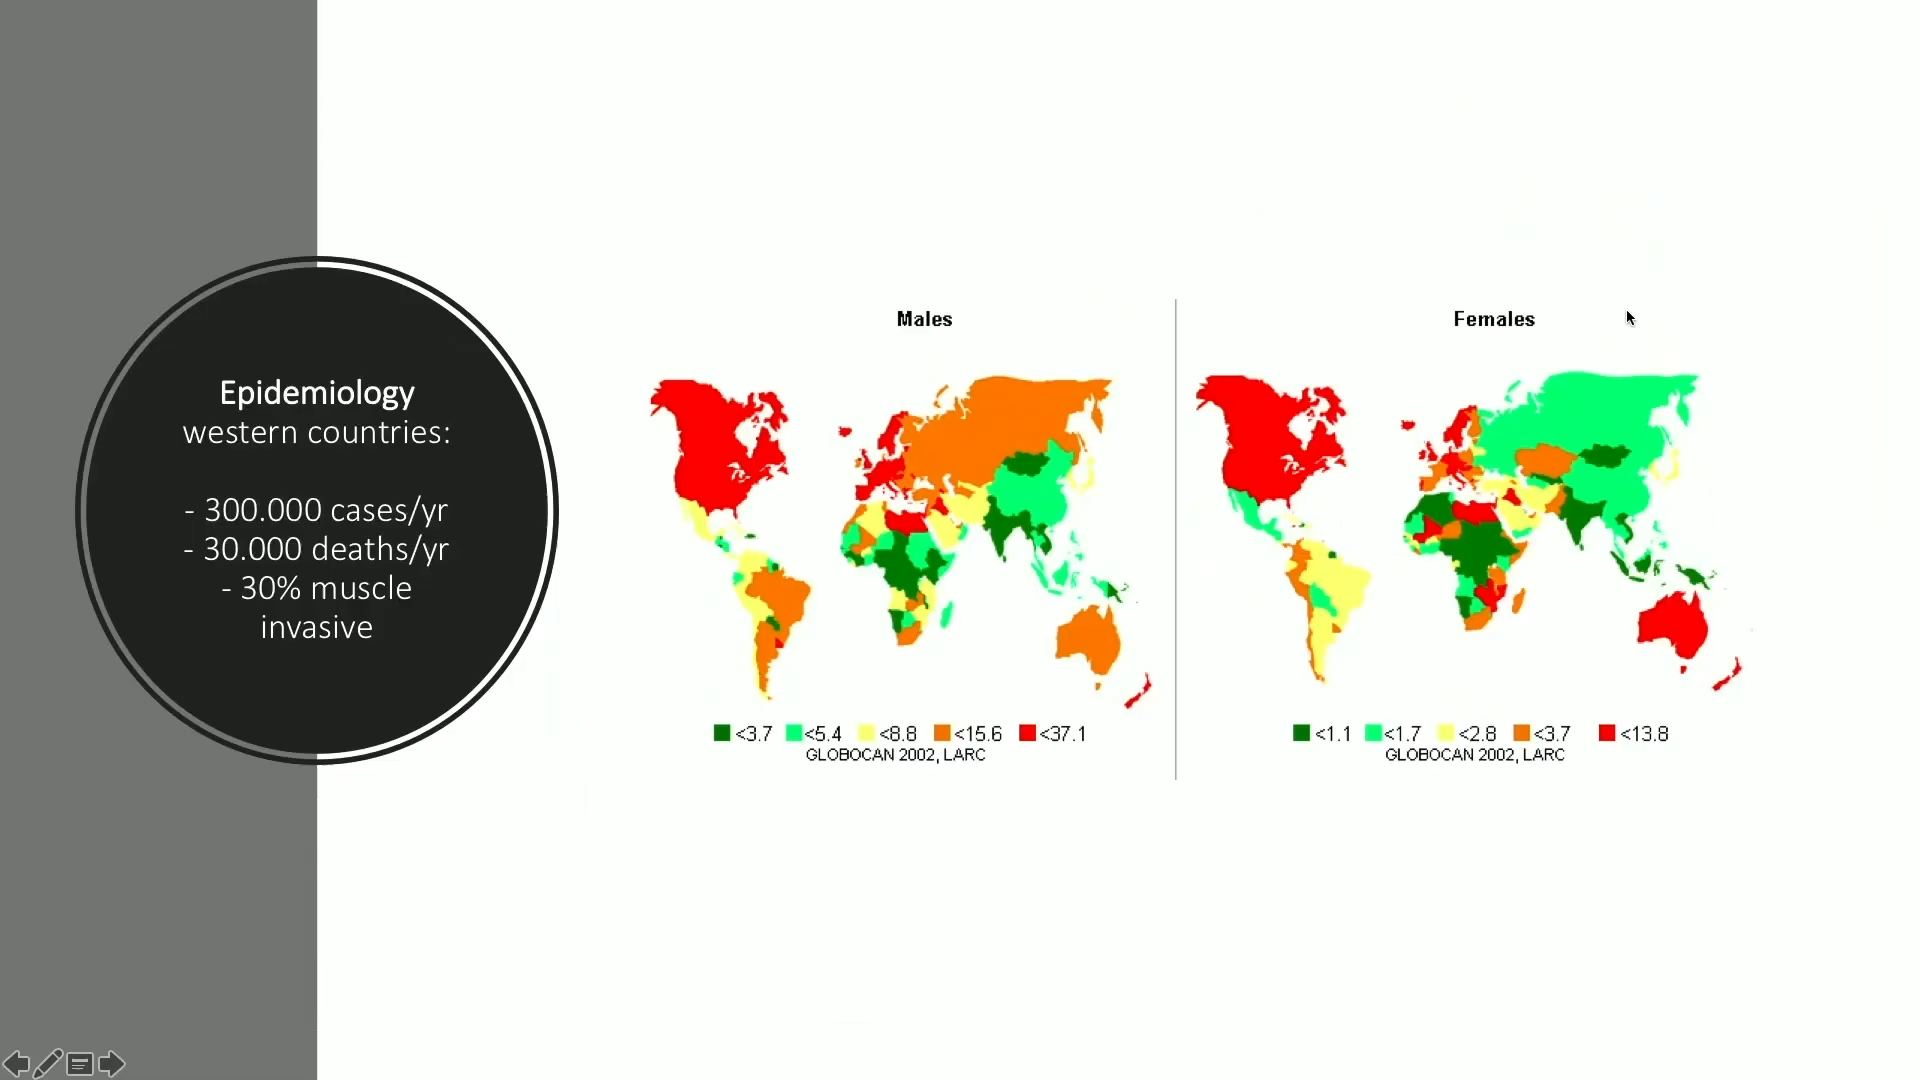 Epidemiology
western countries:
- 300.000 cases/yr
- 30.000 deaths/yr
- 30% muscle
invasive
Males
<3.7 <5.4 <8.8 <15.6 <37.1
GLOBOCAN 2002, LARC
Females
<1.1 <1.7 <2.8 <3.7 <13.8
GLOBOCAN 2002, LARC